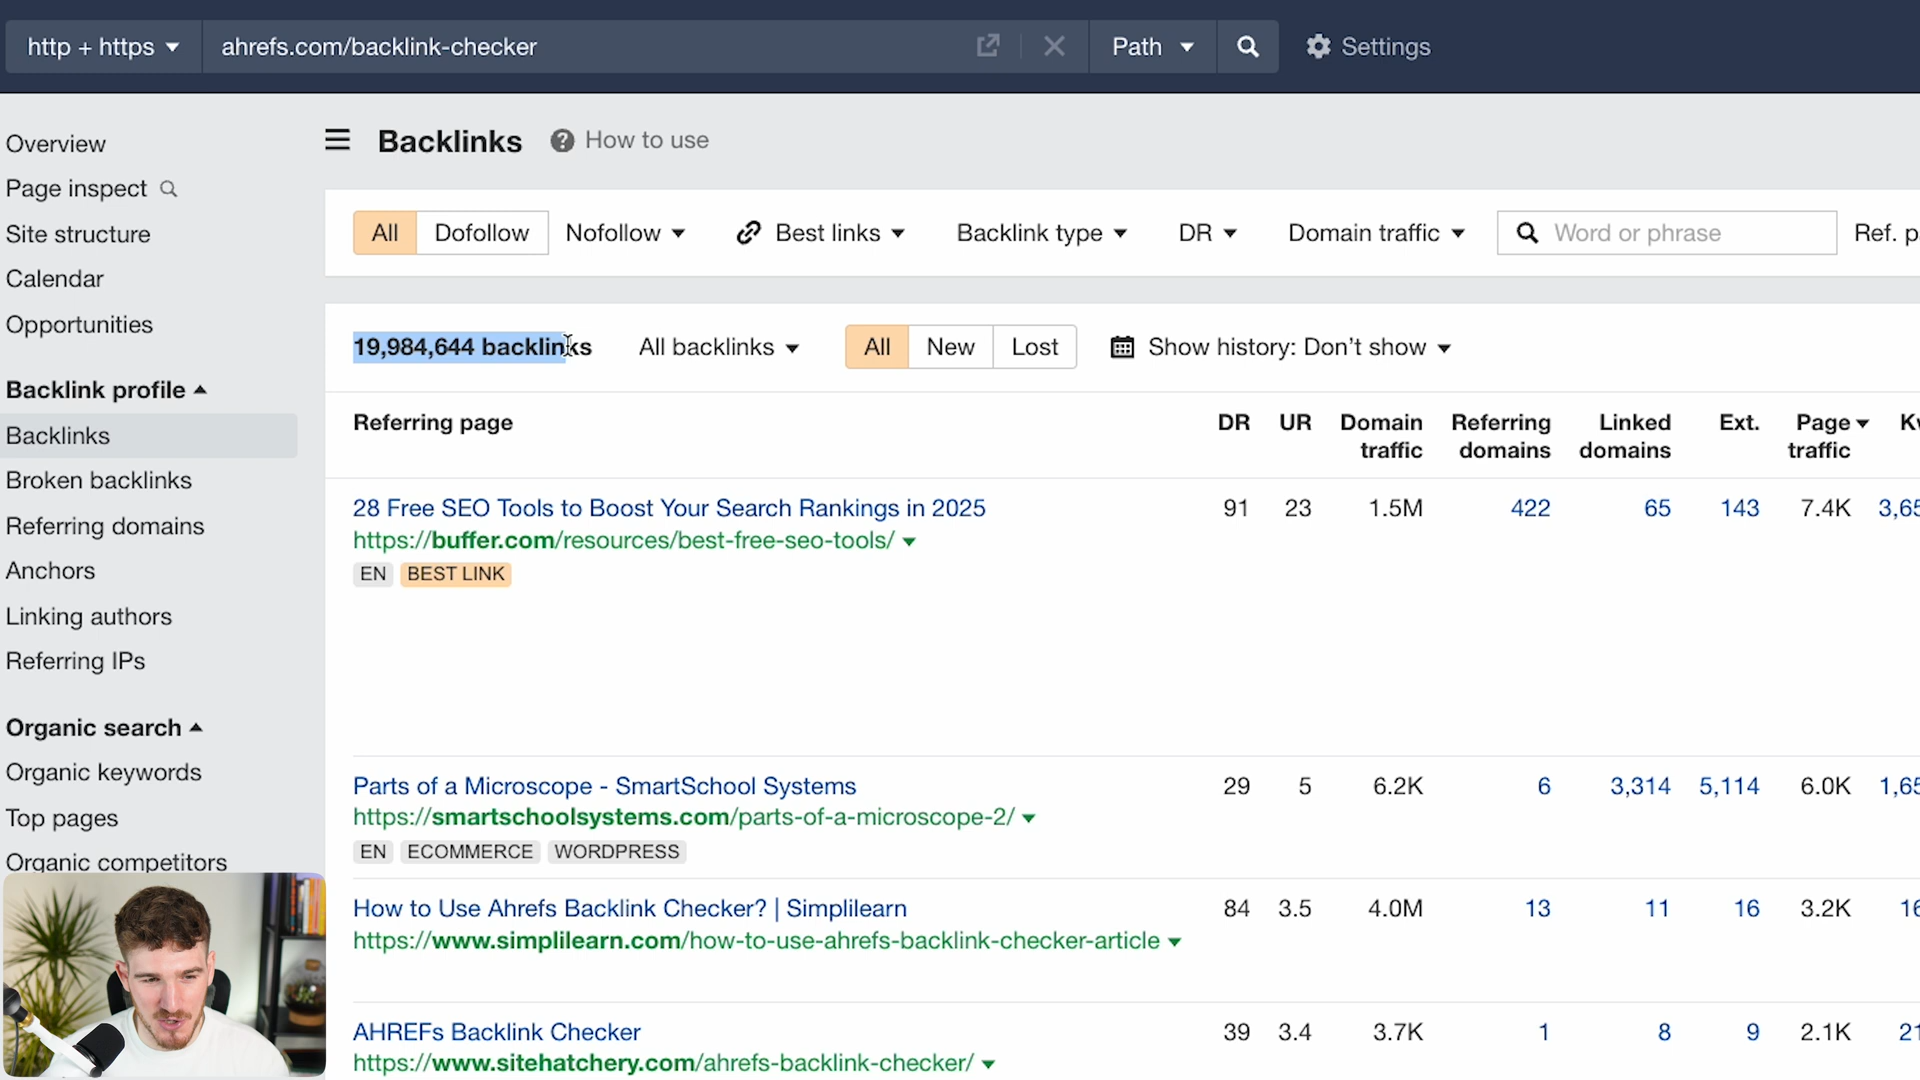 http + https
ahrefs.com/backlink-checker
Path
Settings
Overview
Page inspect
Site structure
Calendar
Opportunities
Backlink profile
Backlinks
Broken backlinks
Referring domains
Anchors
Linking authors
Referring IPs
Organic search
Organic keywords
Top pages
Organic competitors
Backlinks
How to use
All Dofollow Nofollow Best links Backlink type DR Domain traffic Word or phrase Ref.
19,984,644 backlinks All backlinks All New Lost Show history: Don't show
Referring page DR UR Domain traffic Referring domains Linked domains Ext. Page traffic
28 Free SEO Tools to Boost Your Search Rankings in 2025 91 23 1.5M 422 65 143 7.4K
https://buffer.com/resources/best-free-seo-tools/
EN BEST LINK
Parts of a Microscope - SmartSchool Systems 29 5 6.2K 6 3,314 5,114 6.0K
https://smartschoolsystems.com/parts-of-a-microscope-2/
EN ECOMMERCE WORDPRESS
How to Use Ahrefs Backlink Checker? | Simplilearn 84 3.5 4.0M 13 11 16 3.2K
https://www.simplilearn.com/how-to-use-ahrefs-backlink-checker-article
AHREFs Backlink Checker 39 3.4 3.7K 1 8 9 2.1K
https://www.sitehatchery.com/ahrefs-backlink-checker/